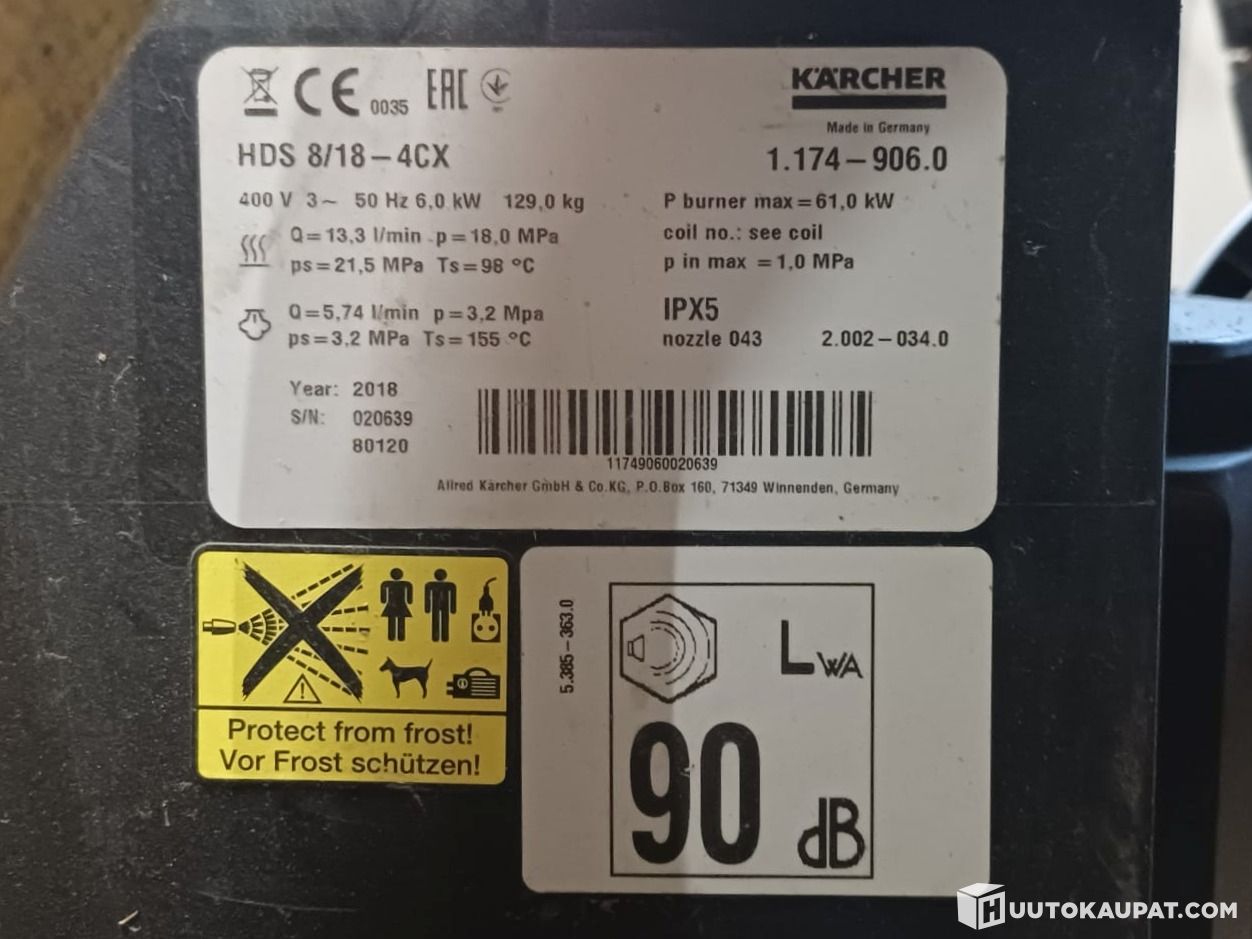 CE 0035 EAC
KÄRCHER
Made in Germany
HDS 8/18-4CX 1.174-906.0
400 V 3~ 50 Hz 6,0 kW 129,0 kg P burner max=61,0 kW
Q=13,3 l/min p=18,0 MPa coil no.: see coil
ps=21,5 MPa Ts=98 °C p in max =1,0 MPa
Q=5,74 l/min p=3,2 Mpa IPX5
ps=3,2 MPa Ts=155 °C nozzle 043 2.002-034.0
Year: 2018
S/N: 020639
80120
11749060020639
Alfred Kärcher GmbH & Co.KG, P.O.Box 160, 71349 Winnenden, Germany
Protect from frost!
Vor Frost schützen!
5.385-363.0
LWA
90 dB
HUUTOKAUPAT.COM